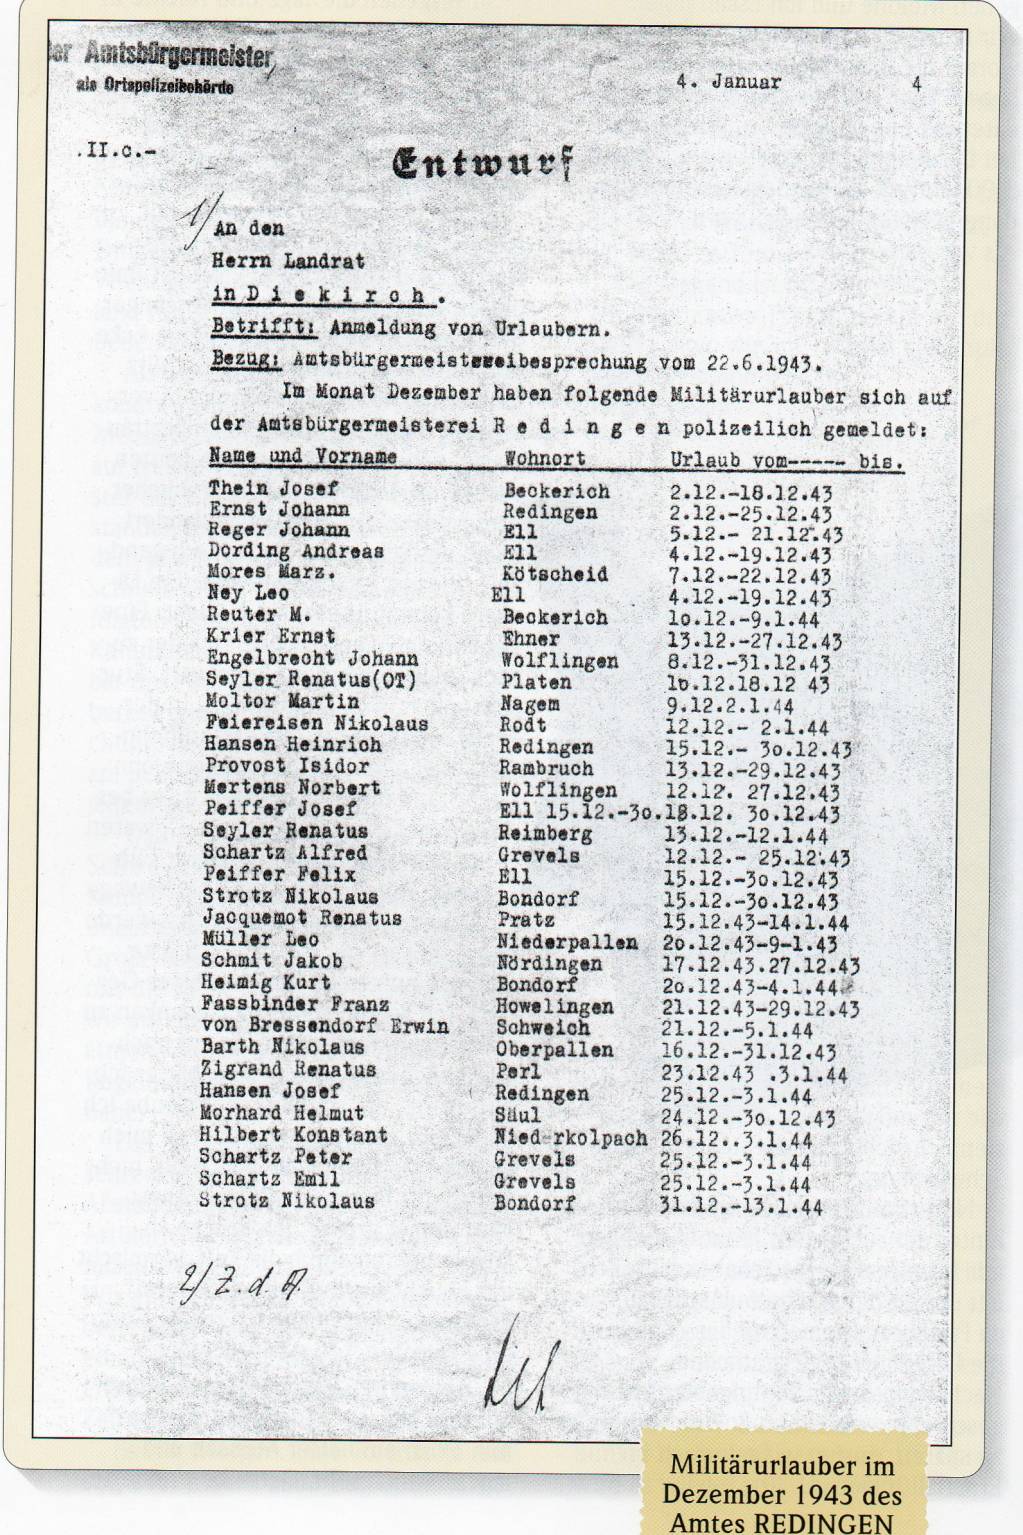 der Amtsbürgermeister
als Ortspolizeibehörde
4. Januar 4
.II.c.-
Entwurf
1/ An den
Herrn Landrat
in D i e k i r c h .
Betrifft: Anmeldung von Urlaubern.
Bezug: Amtsbürgermeistereibesprechung vom 22.6.1943.
Im Monat Dezember haben folgende Militärurlauber sich auf
der Amtsbürgermeisterei R e d i n g e n polizeilich gemeldet:
Name und Vorname Wohnort Urlaub vom----- bis.
Thein Josef Beckerich 2.12.-18.12.43
Ernst Johann Redingen 2.12.-25.12.43
Reger Johann Ell 5.12.- 21.12.43
Dording Andreas Ell 4.12.-19.12.43
Mores Marz. Kötscheid 7.12.-22.12.43
Ney Leo Ell 4.12.-19.12.43
Reuter M. Beckerich 1o.12.-9.1.44
Krier Ernst Ehner 13.12.-27.12.43
Engelbrecht Johann Wolflingen 8.12.-31.12.43
Seyler Renatus(OT) Platen 1o.12.18.12 43
Moltor Martin Nagem 9.12.2.1.44
Feiereisen Nikolaus Rodt 12.12.- 2.1.44
Hansen Heinrich Redingen 15.12.- 3o.12.43
Provost Isidor Rambruch 13.12.-29.12.43
Mertens Norbert Wolflingen 12.12. 27.12.43
Peiffer Josef Ell 15.12.-3o.18.12. 3o.12.43
Seyler Renatus Reimberg 13.12.-12.1.44
Schartz Alfred Grevels 12.12.- 25.12.43
Peiffer Felix Ell 15.12.-3o.12.43
Strotz Nikolaus Bondorf 15.12.-3o.12.43
Jacquemot Renatus Pratz 15.12.43-14.1.44
Müller Leo Niederpallen 2o.12.43-9-1.43
Schmit Jakob Nördingen 17.12.43.27.12.43
Heimig Kurt Bondorf 2o.12.43-4.1.44
Fassbinder Franz Howelingen 21.12.43-29.12.43
von Bressendorf Erwin Schweich 21.12.-5.1.44
Barth Nikolaus Oberpallen 16.12.-31.12.43
Zigrand Renatus Perl 23.12.43 .3.1.44
Hansen Josef Redingen 25.12.-3.1.44
Morhard Helmut Säul 24.12.-3o.12.43
Hilbert Konstant Nied rkolpach 26.12..3.1.44
Schartz Peter Grevels 25.12.-3.1.44
Schartz Emil Grevels 25.12.-3.1.44
Strotz Nikolaus Bondorf 31.12.-13.1.44
2/ Z. d. A.
Militärurlauber im
Dezember 1943 des
Amtes REDINGEN